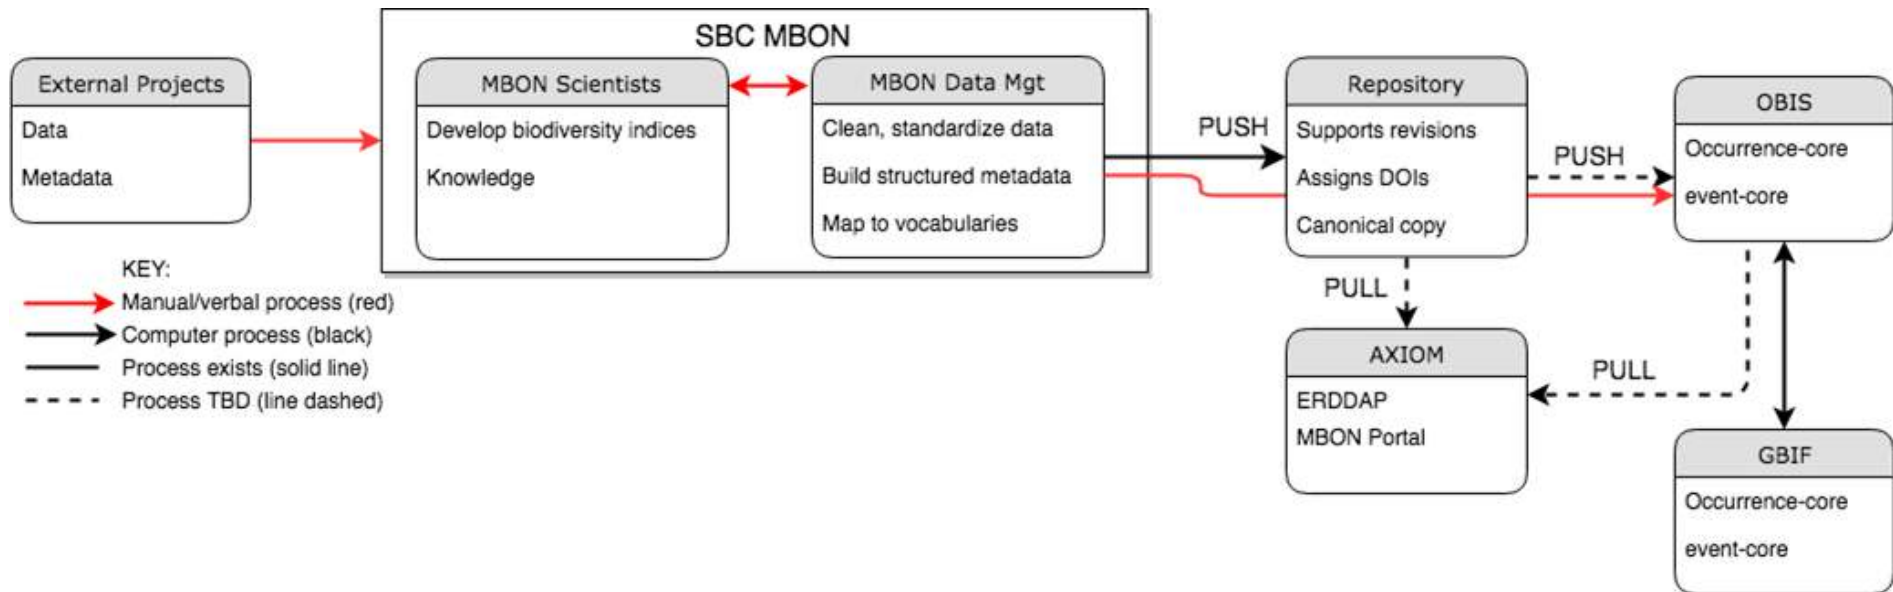 SBC MBON
External Projects
Data
Metadata
MBON Scientists
Develop biodiversity indices
Knowledge
MBON Data Mgt
Clean, standardize data
Build structured metadata
Map to vocabularies
PUSH
Repository
Supports revisions
Assigns DOIs
Canonical copy
PUSH
OBIS
Occurrence-core
event-core
PULL
AXIOM
ERDDAP
MBON Portal
PULL
GBIF
Occurrence-core
event-core
KEY:
Manual/verbal process (red)
Computer process (black)
Process exists (solid line)
Process TBD (line dashed)